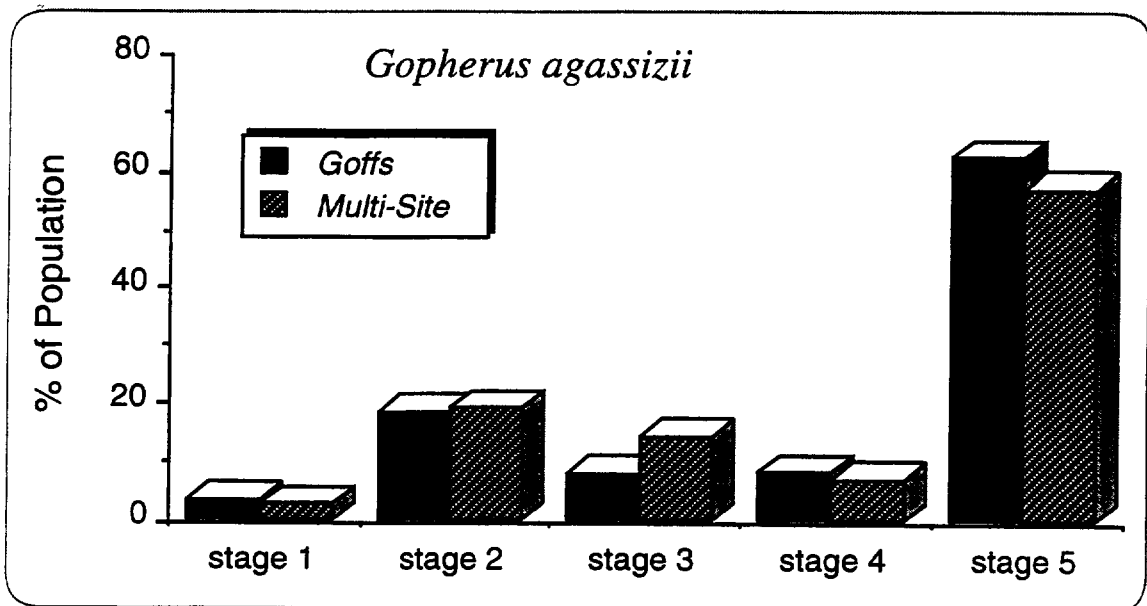 Gopherus agassizii
Goffs
Multi-Site
% of Population
80
60
40
20
0
stage 1 stage 2 stage 3 stage 4 stage 5